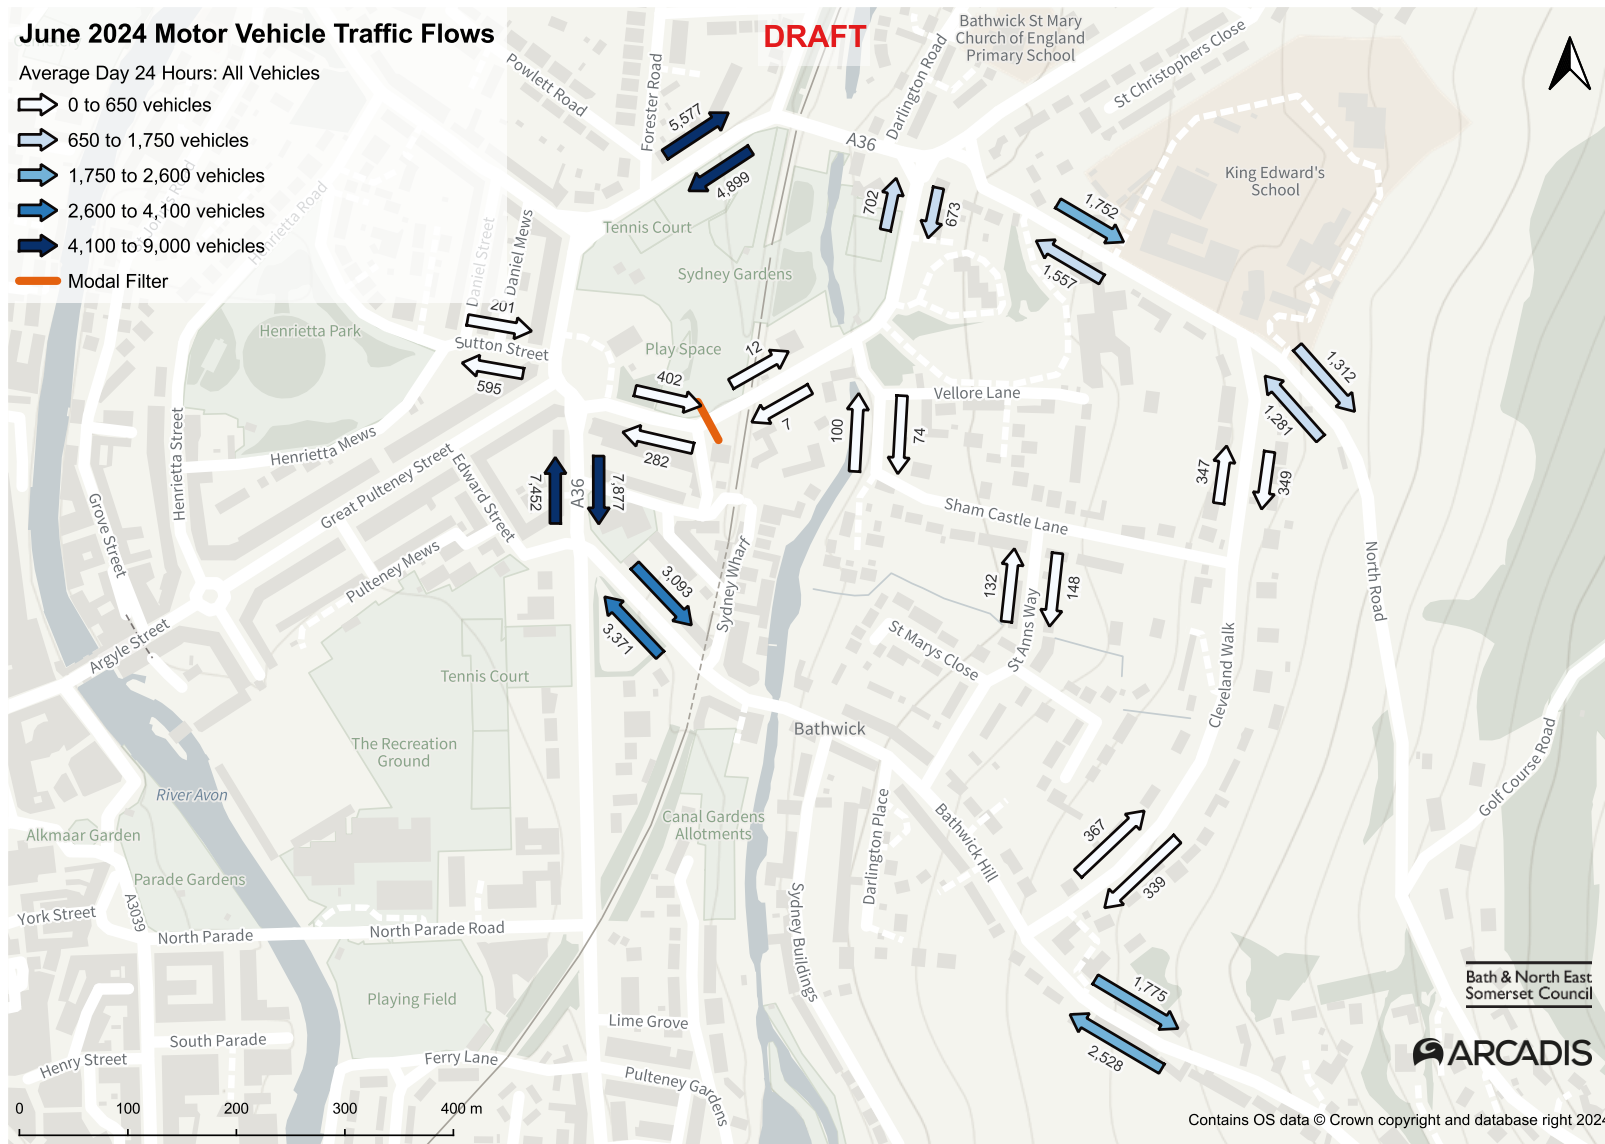 June 2024 Motor Vehicle Traffic Flows
DRAFT
Average Day 24 Hours: All Vehicles
0 to 650 vehicles
650 to 1,750 vehicles
1,750 to 2,600 vehicles
2,600 to 4,100 vehicles
4,100 to 9,000 vehicles
Modal Filter
Bathwick St Mary
Church of England
Primary School
St Christophers Close
Darlington Road
Powlett Road
Forester Road
5,577
4,899
A36
King Edward's
School
702
673
1,752
1,557
Henrietta Road
Daniel Street
Daniel Mews
Tennis Court
Sydney Gardens
201
Sutton Street
595
Henrietta Park
Play Space
12
402
7
282
Vellore Lane
100
74
1,312
1,281
347
349
Henrietta Street
Henrietta Mews
Great Pulteney Street
Edward Street
7,452
A36
7,877
Grove Street
Sham Castle Lane
Pulteney Mews
3,093
3,371
Sydney Wharf
132
148
North Road
St Anns Way
St Marys Close
Cleveland Walk
Argyle Street
Tennis Court
Bathwick
The Recreation
Ground
River Avon
Golf Course Road
Canal Gardens
Allotments
Alkmaar Garden
Parade Gardens
Darlington Place
Bathwick Hill
367
339
York Street
A3039
North Parade
North Parade Road
Sydney Buildings
Playing Field
1,775
2,528
Bath & North East
Somerset Council
Lime Grove
South Parade
Henry Street
Ferry Lane
Pulteney Gardens
ARCADIS
0 100 200 300 400 m
Contains OS data © Crown copyright and database right 2024